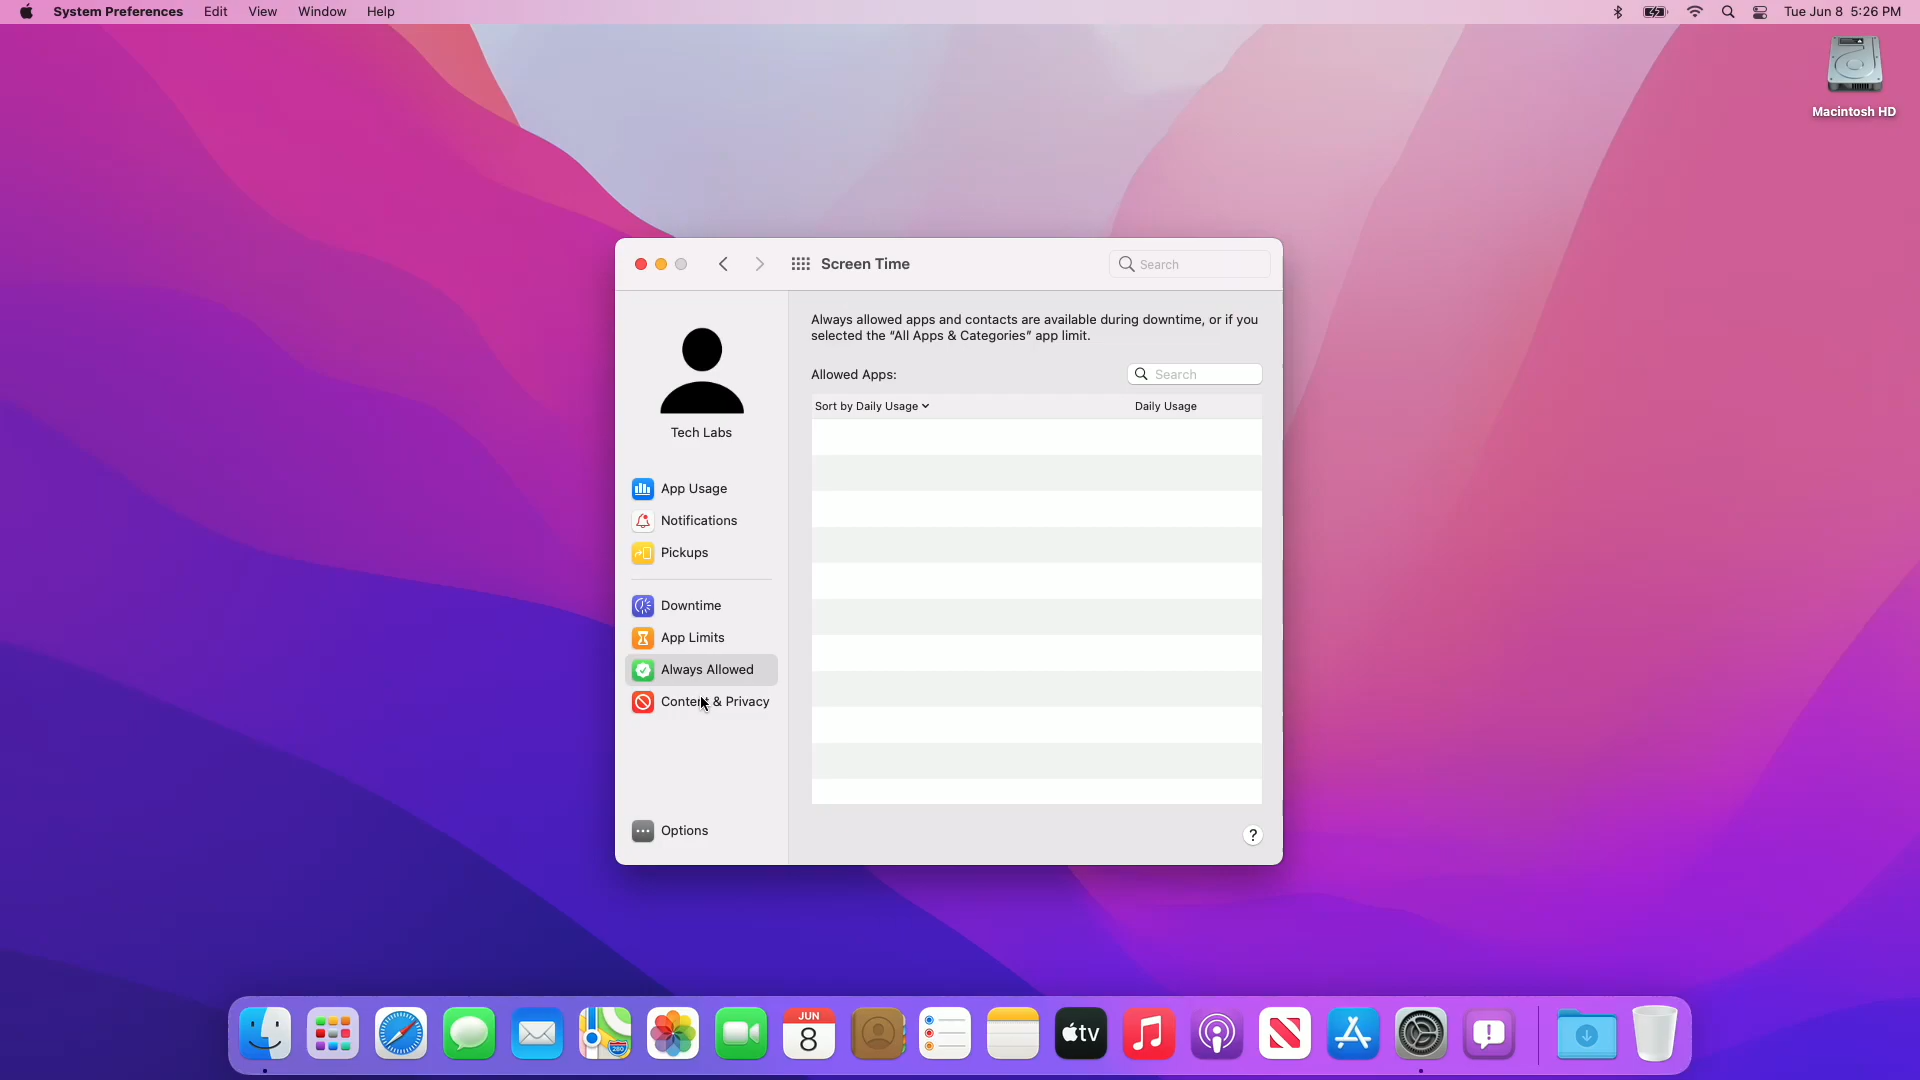 System Preferences Edit View Window Help
Tue Jun 8 5:26 PM
Macintosh HD
Screen Time
Search
Tech Labs
App Usage
Notifications
Pickups
Downtime
App Limits
Always Allowed
Content & Privacy
Options
Always allowed apps and contacts are available during downtime, or if you
selected the “All Apps & Categories” app limit.
Allowed Apps:
Search
Sort by Daily Usage
Daily Usage
?
280
JUN
8
tv